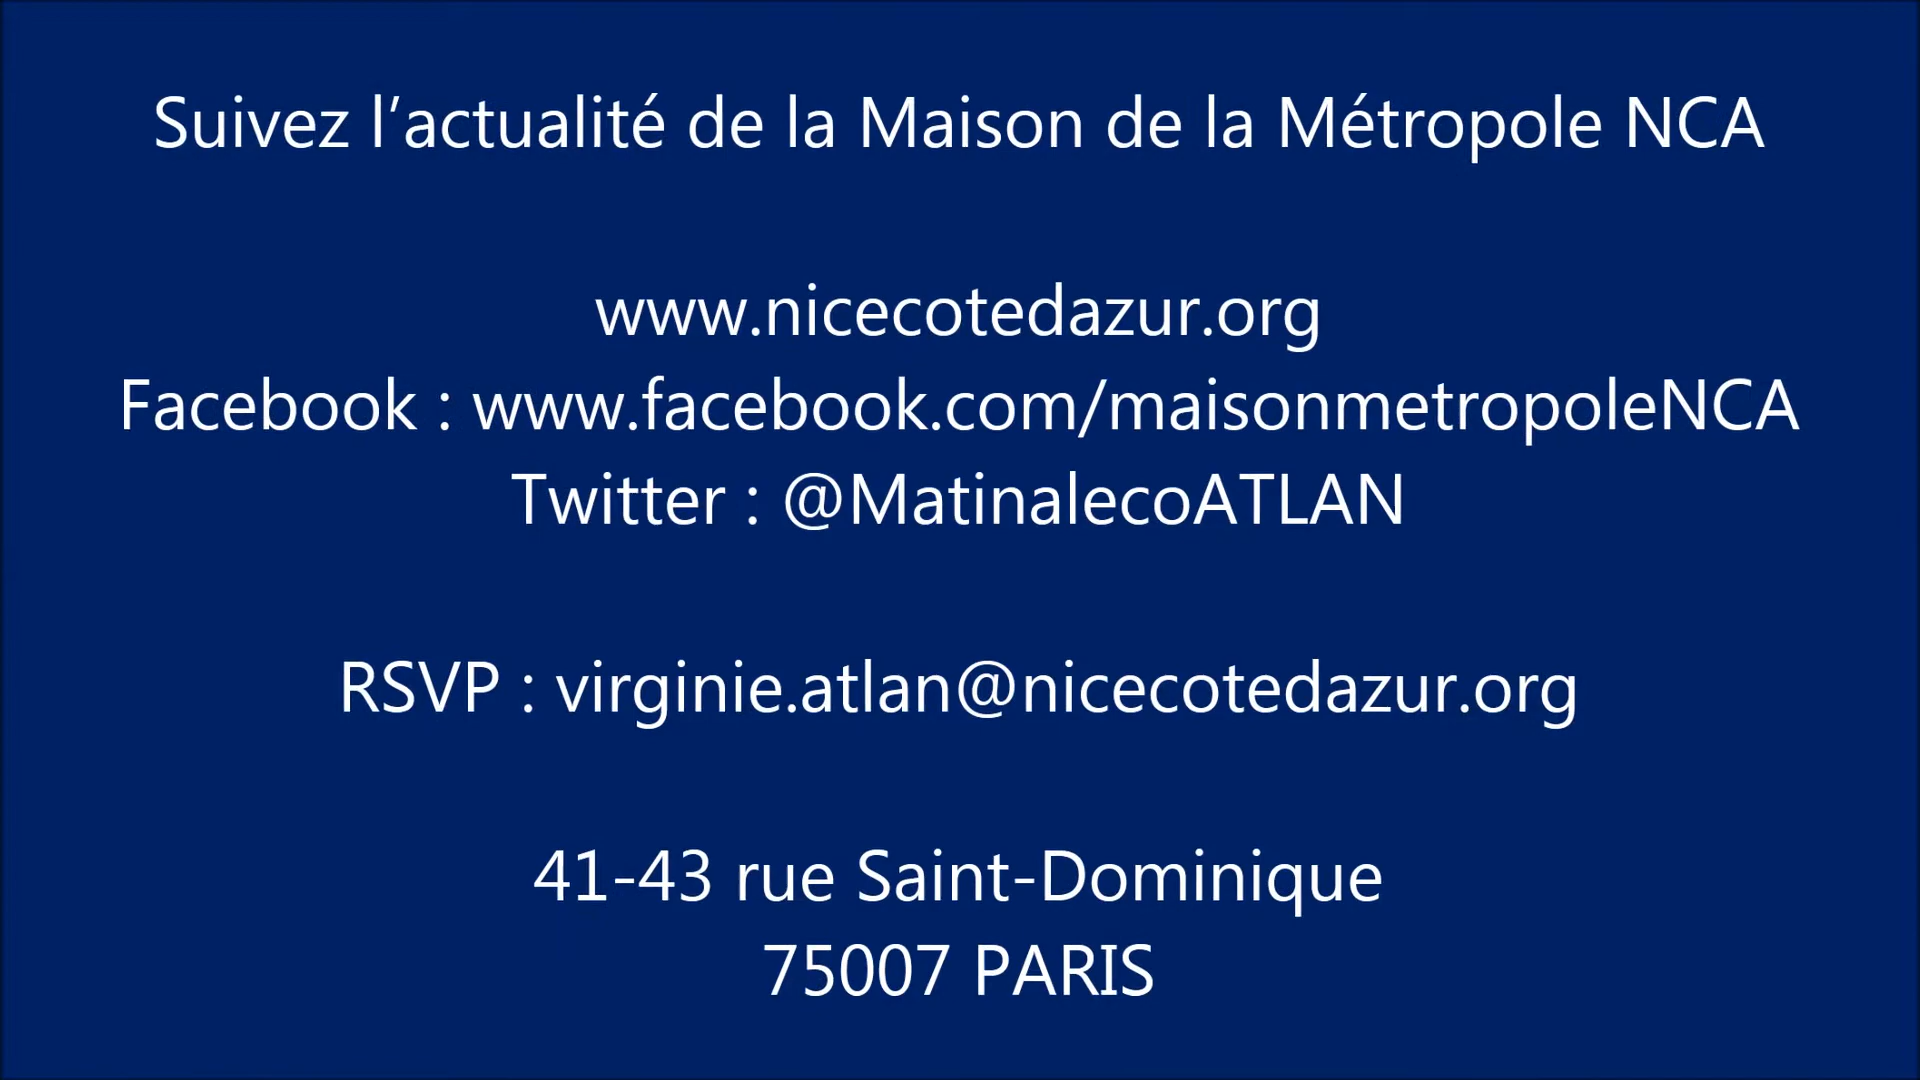 Suivez l’actualité de la Maison de la Métropole NCA
www.nicecotedazur.org
Facebook : www.facebook.com/maisonmetropoleNCA
Twitter : @MatinalecoATLAN
RSVP : virginie.atlan@nicecotedazur.org
41-43 rue Saint-Dominique
75007 PARIS